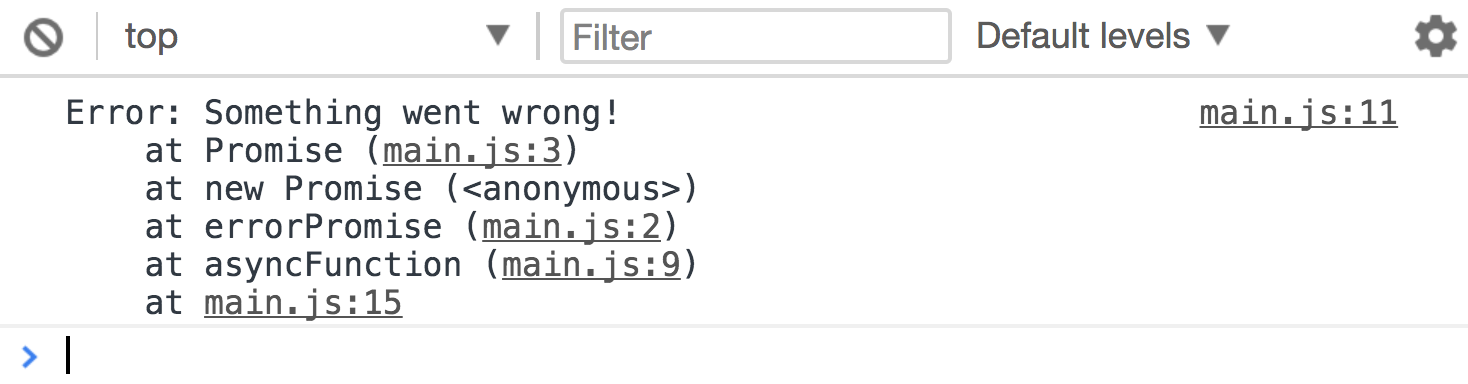 top ▼ Filter Default levels ▼
Error: Something went wrong! main.js:11
at Promise (main.js:3)
at new Promise (<anonymous>)
at errorPromise (main.js:2)
at asyncFunction (main.js:9)
at main.js:15
>